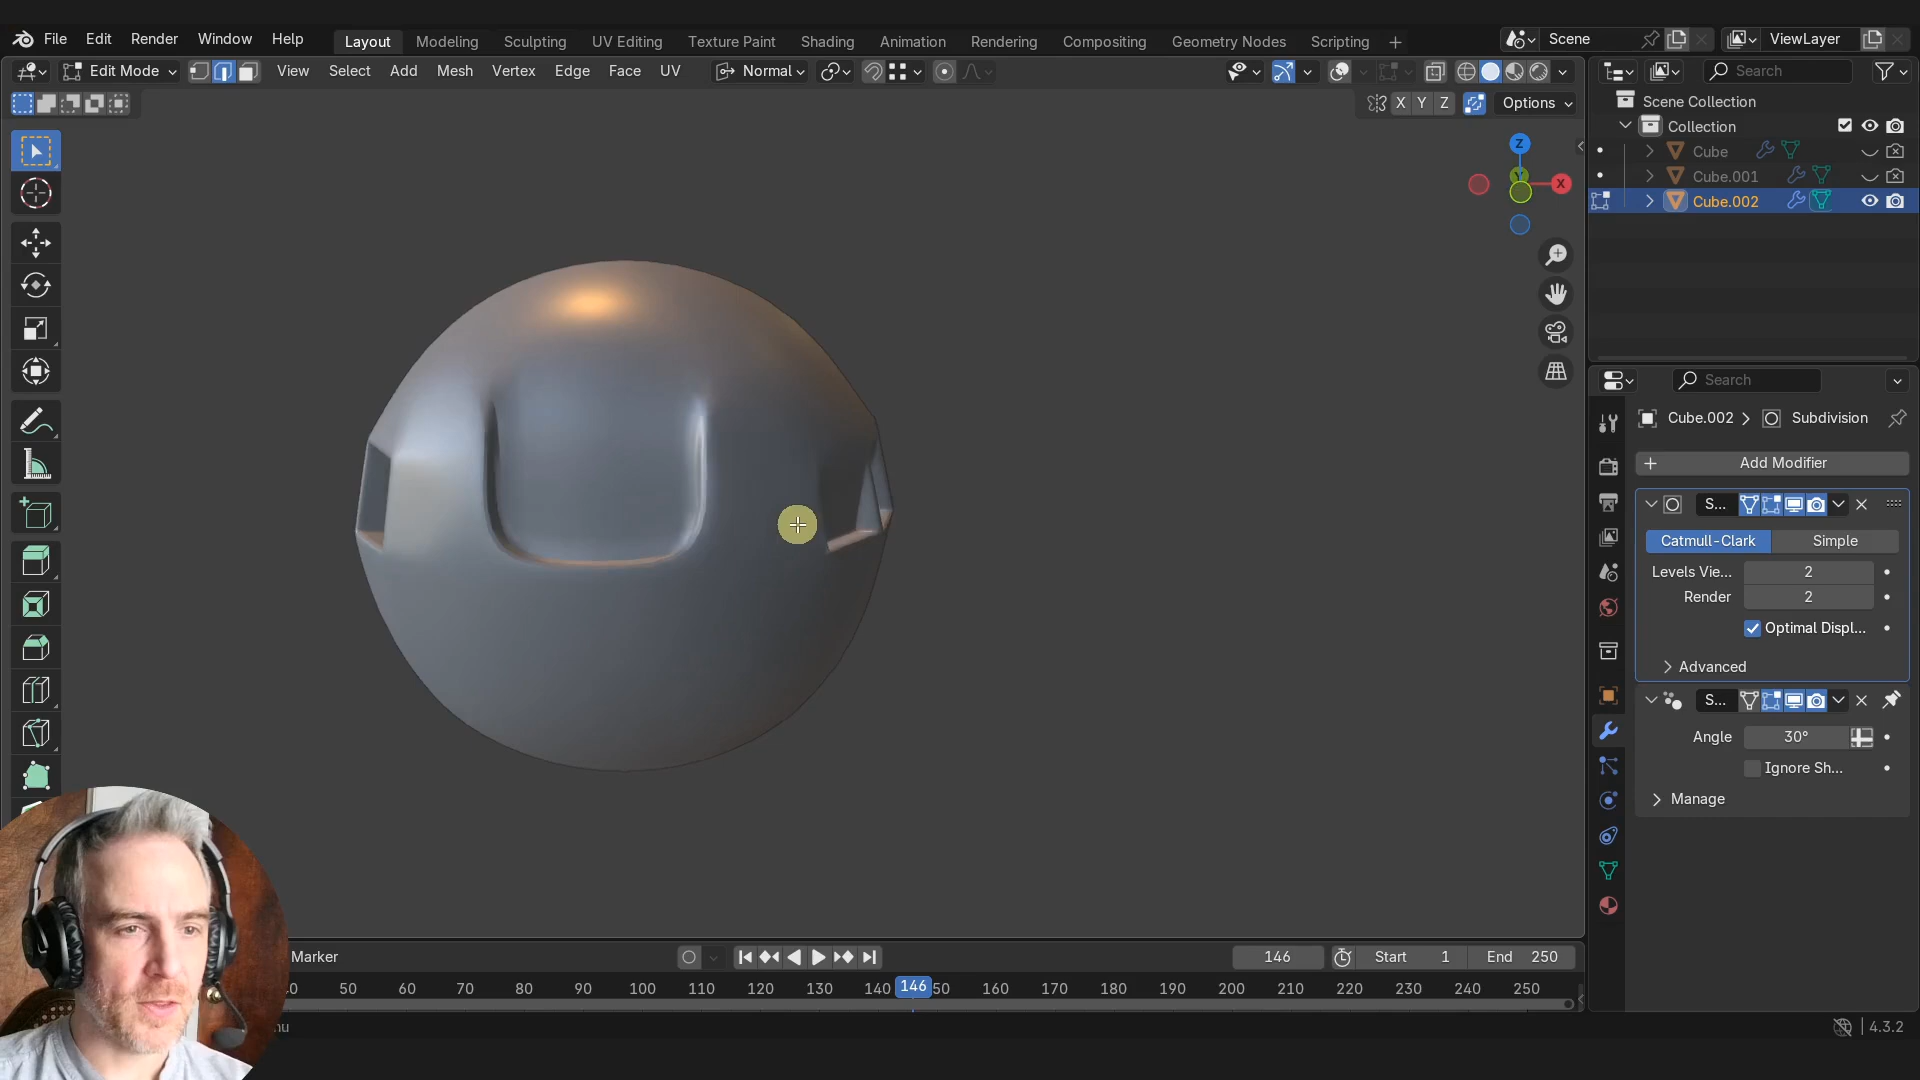 File Edit Render Window Help Layout Modeling Sculpting UV Editing Texture Paint Shading Animation Rendering Compositing Geometry Nodes Scripting Scene ViewLayer
Edit Mode View Select Add Mesh Vertex Edge Face UV Normal Search
X Y Z Options
Scene Collection
Collection
Cube
Cube.001
Cube.002
Z
Y
X
Search
Cube.002 Subdivision
Add Modifier
S...
Catmull-Clark Simple
Levels Vie... 2
Render 2
Optimal Displ...
Advanced
S...
Angle 30°
Ignore Sh...
Manage
Marker 146 Start 1 End 250
50 60 70 80 90 100 110 120 130 140 146 50 160 170 180 190 200 210 220 230 240 250
4.3.2